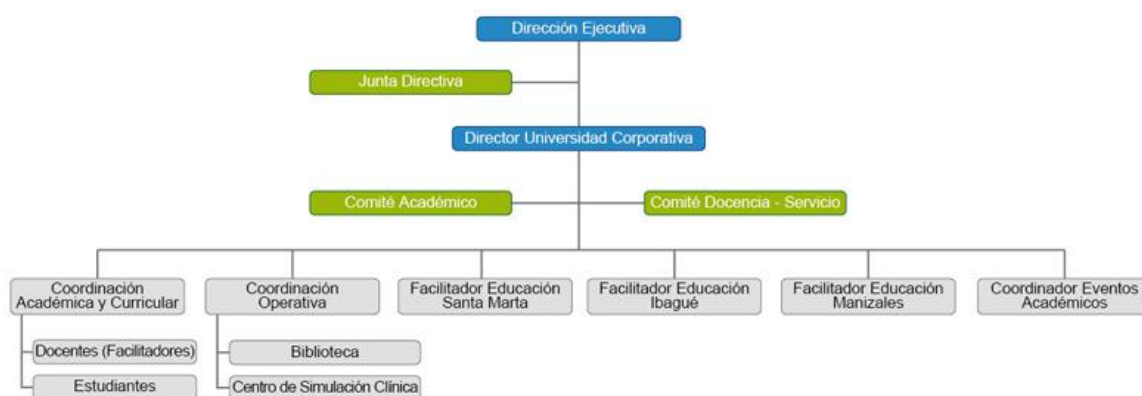 Dirección Ejecutiva
Junta Directiva
Director Universidad Corporativa
Comité Académico
Comité Docencia - Servicio
Coordinación
Académica y Curricular
Coordinación
Operativa
Facilitador Educación
Santa Marta
Facilitador Educación
Ibagué
Facilitador Educación
Manizales
Coordinador Eventos
Académicos
Docentes (Facilitadores)
Estudiantes
Biblioteca
Centro de Simulación Clínica